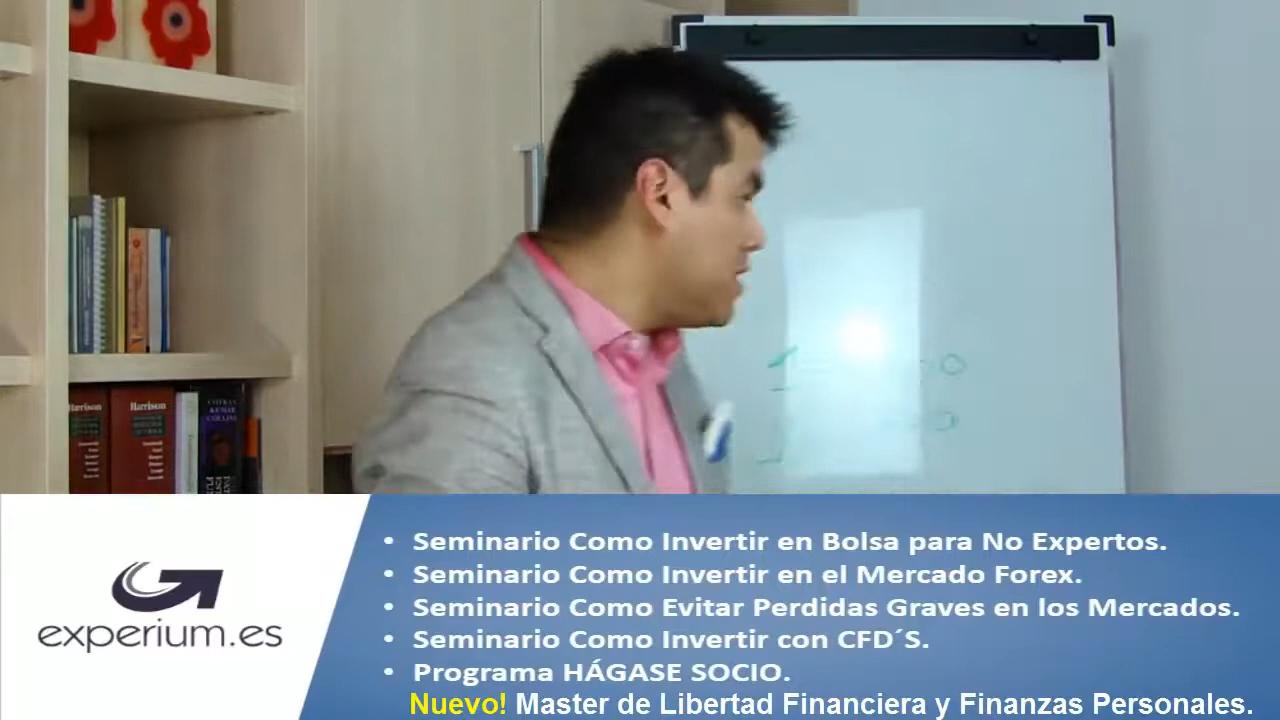 Harrison
Harrison
experium.es
• Seminario Como Invertir en Bolsa para No Expertos.
• Seminario Como Invertir en el Mercado Forex.
• Seminario Como Evitar Perdidas Graves en los Mercados.
• Seminario Como Invertir con CFD´S.
• Programa HÁGASE SOCIO.
Nuevo! Master de Libertad Financiera y Finanzas Personales.